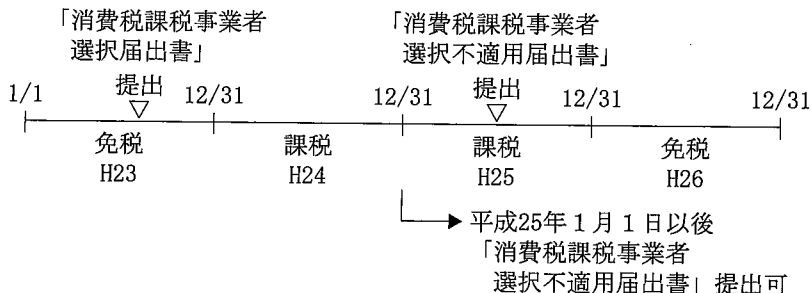 「消費税課税事業者
選択届出書」
「消費税課税事業者
選択不適用届出書」
1/1
提出
12/31
12/31
提出
12/31
12/31
免税
課税
課税
免税
H23
H24
H25
H26
平成25年1月1日以後
「消費税課税事業者
選択不適用届出書」提出可